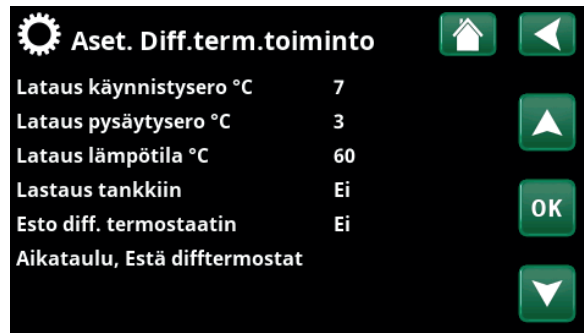 Aset. Diff.term.toiminto
Lataus käynnistysero °C 7
Lataus pysäytysero °C 3
Lataus lämpötila °C 60
Lastaus tankkiin Ei
Esto diff. termostaatin Ei
OK
Aikataulu, Estä difftermostat